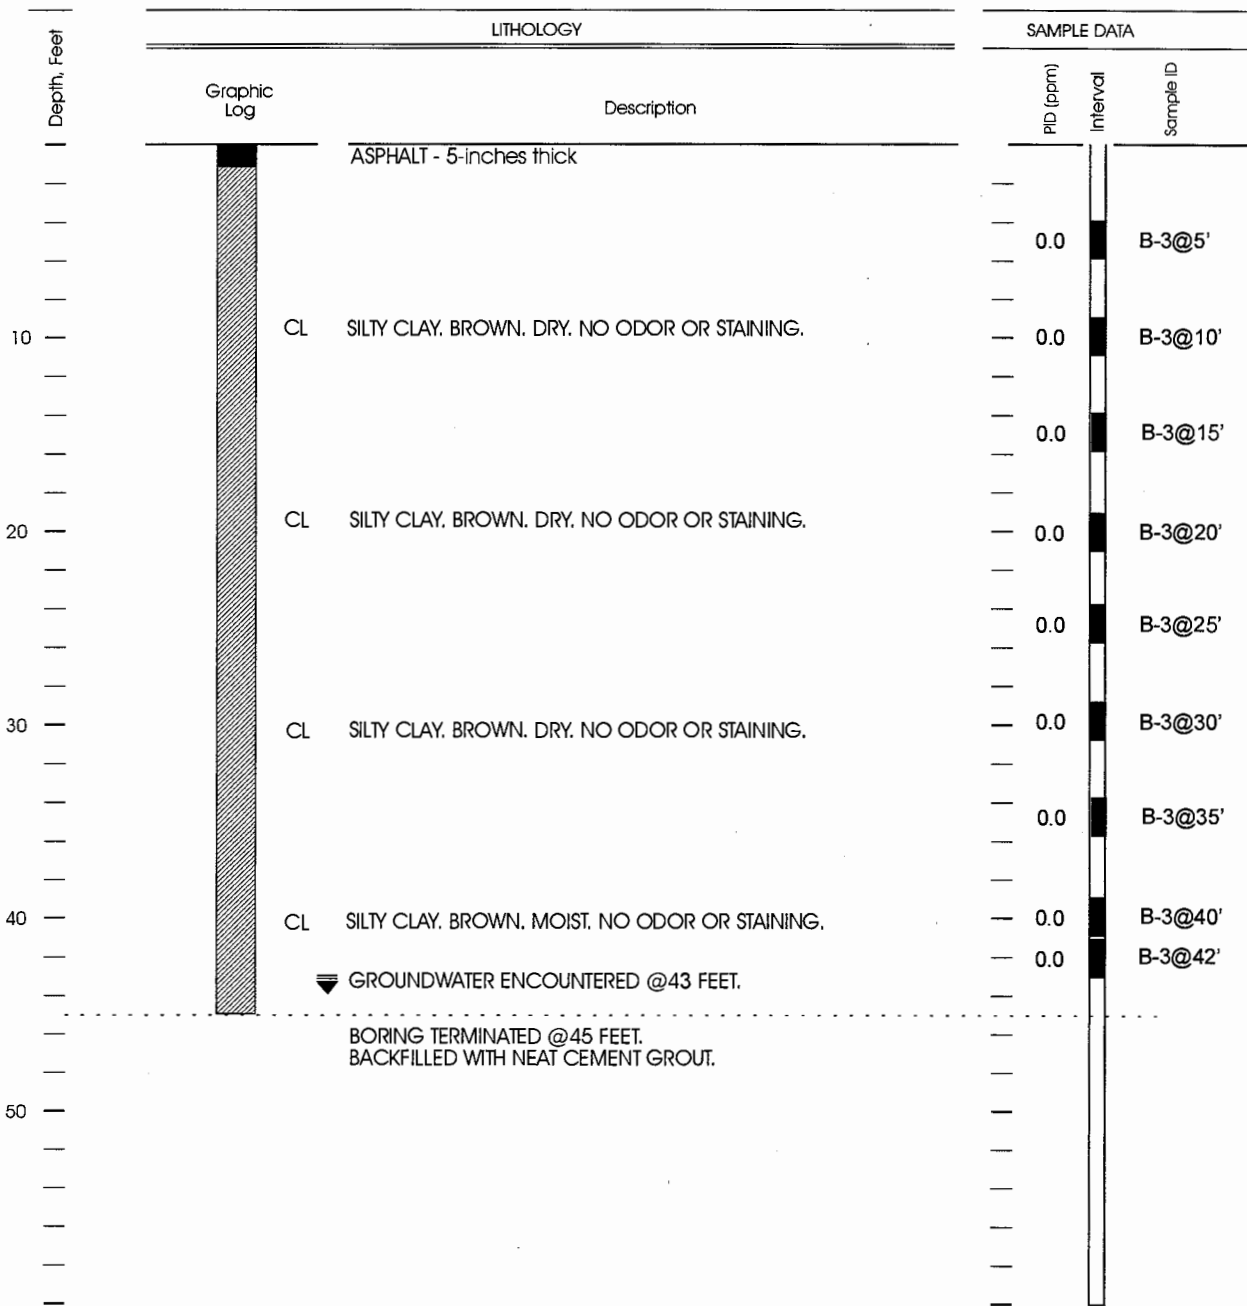 LITHOLOGY
SAMPLE DATA
Depth, Feet
Graphic
Log
Description
PID (ppm)
Interval
Sample ID
ASPHALT - 5-inches thick
0.0 B-3@5'
10 CL SILTY CLAY. BROWN. DRY. NO ODOR OR STAINING. 0.0 B-3@10'
0.0 B-3@15'
20 CL SILTY CLAY. BROWN. DRY. NO ODOR OR STAINING. 0.0 B-3@20'
0.0 B-3@25'
30 CL SILTY CLAY. BROWN. DRY. NO ODOR OR STAINING. 0.0 B-3@30'
0.0 B-3@35'
40 CL SILTY CLAY. BROWN. MOIST. NO ODOR OR STAINING. 0.0 B-3@40'
0.0 B-3@42'
GROUNDWATER ENCOUNTERED @43 FEET.
BORING TERMINATED @45 FEET.
BACKFILLED WITH NEAT CEMENT GROUT.
50